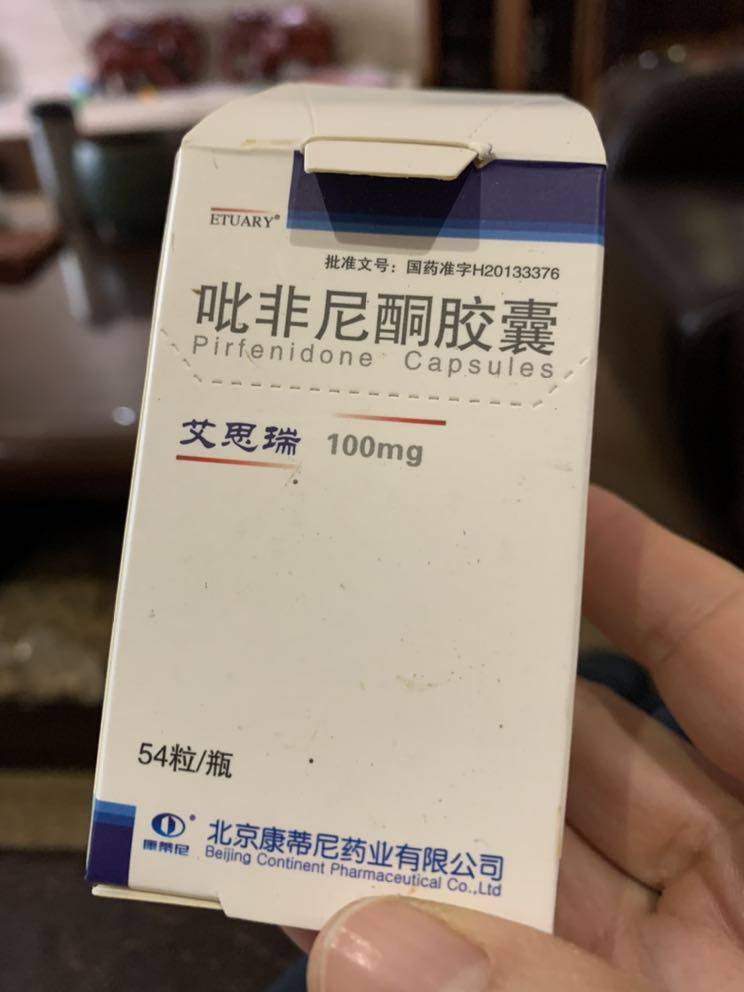 ETUARY®
批准文号：国药准字H20133376
吡非尼酮胶囊
Pirfenidone Capsules
艾思瑞 100mg
54粒/瓶
康蒂尼
北京康蒂尼药业有限公司
Beijing Continent Pharmaceutical Co.,Ltd